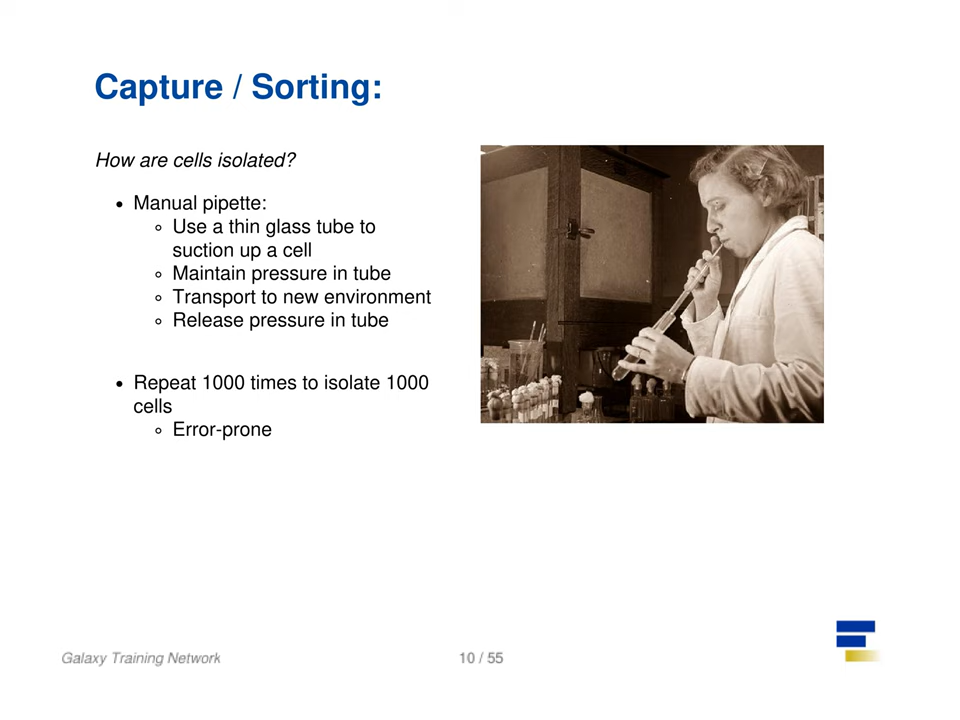 Capture / Sorting:
How are cells isolated?
Manual pipette:
Use a thin glass tube to
suction up a cell
Maintain pressure in tube
Transport to new environment
Release pressure in tube
Repeat 1000 times to isolate 1000
cells
Error-prone
Galaxy Training Network
10 / 55